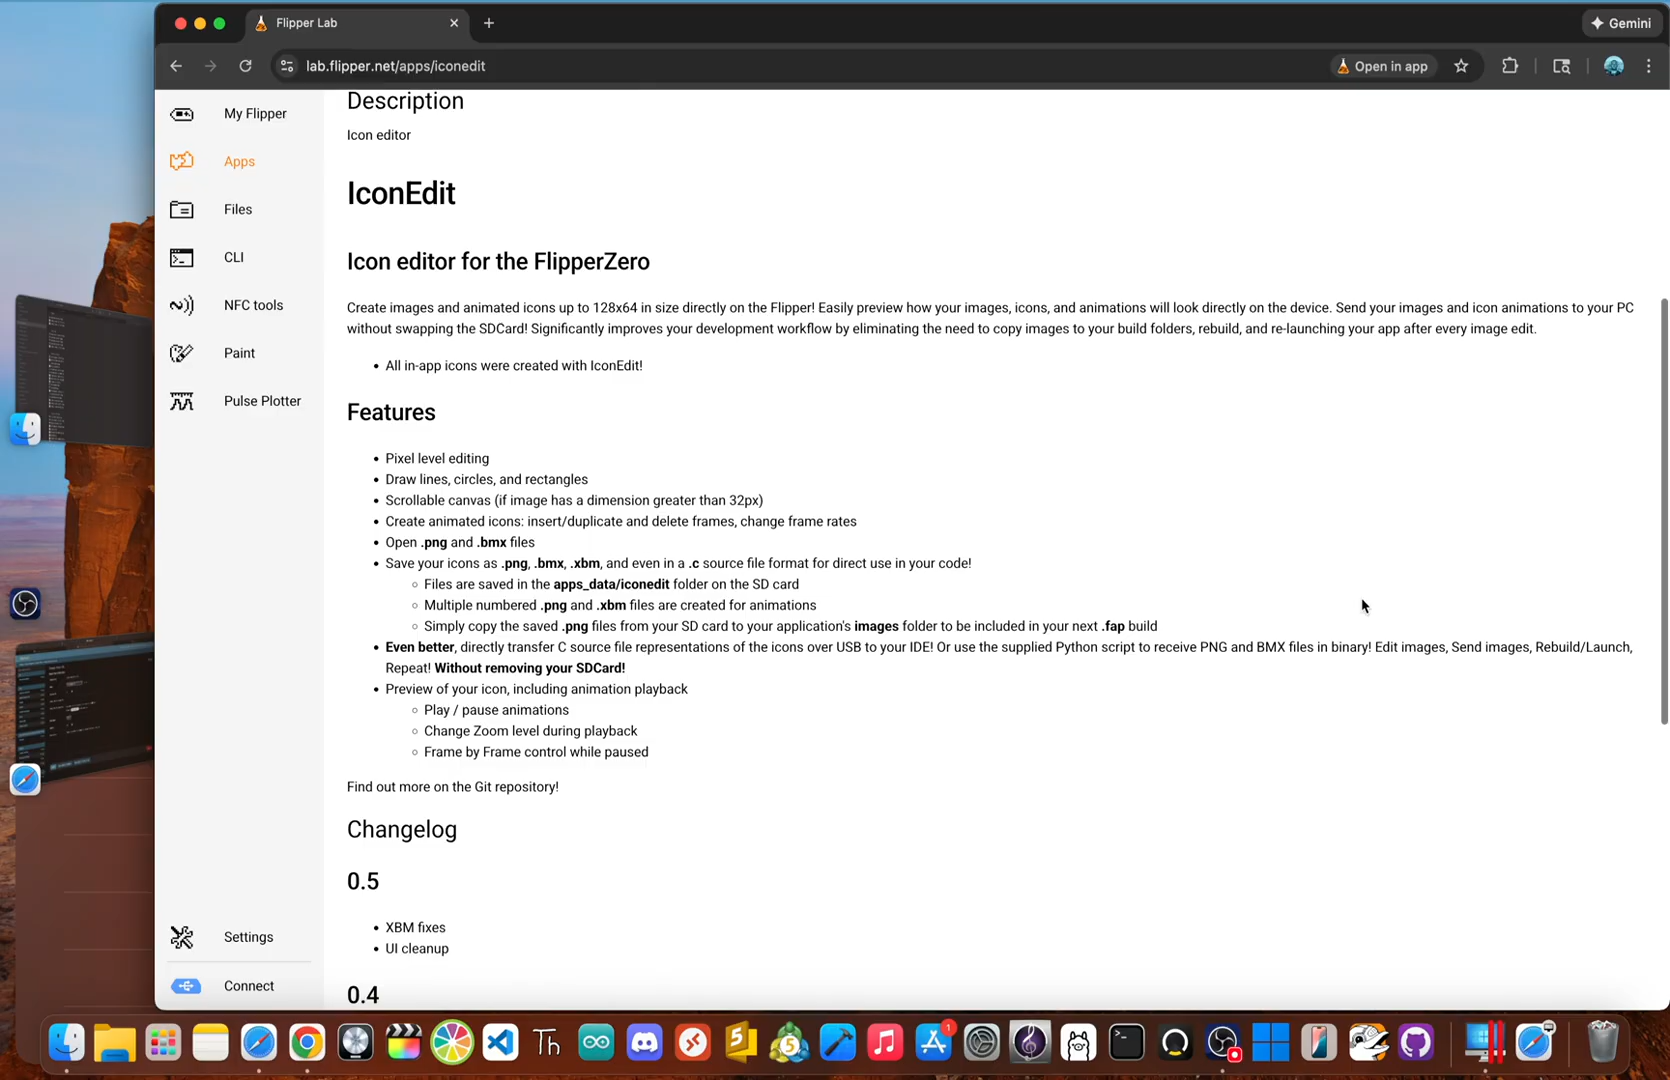 Flipper Lab
Gemini
lab.flipper.net/apps/iconedit
Open in app
My Flipper
Apps
Files
CLI
NFC tools
Paint
Pulse Plotter
Settings
Connect
Description
Icon editor
IconEdit
Icon editor for the FlipperZero
Create images and animated icons up to 128x64 in size directly on the Flipper! Easily preview how your images, icons, and animations will look directly on the device. Send your images and icon animations to your PC
without swapping the SDCard! Significantly improves your development workflow by eliminating the need to copy images to your build folders, rebuild, and re-launching your app after every image edit.
• All in-app icons were created with IconEdit!
Features
• Pixel level editing
• Draw lines, circles, and rectangles
• Scrollable canvas (if image has a dimension greater than 32px)
• Create animated icons: insert/duplicate and delete frames, change frame rates
• Open .png and .bmx files
• Save your icons as .png, .bmx, .xbm, and even in a .c source file format for direct use in your code!
◦ Files are saved in the apps_data/iconedit folder on the SD card
◦ Multiple numbered .png and .xbm files are created for animations
◦ Simply copy the saved .png files from your SD card to your application's images folder to be included in your next .fap build
• Even better, directly transfer C source file representations of the icons over USB to your IDE! Or use the supplied Python script to receive PNG and BMX files in binary! Edit images, Send images, Rebuild/Launch,
Repeat! Without removing your SDCard!
• Preview of your icon, including animation playback
◦ Play / pause animations
◦ Change Zoom level during playback
◦ Frame by Frame control while paused
Find out more on the Git repository!
Changelog
0.5
• XBM fixes
• UI cleanup
0.4
Th
5
5
1